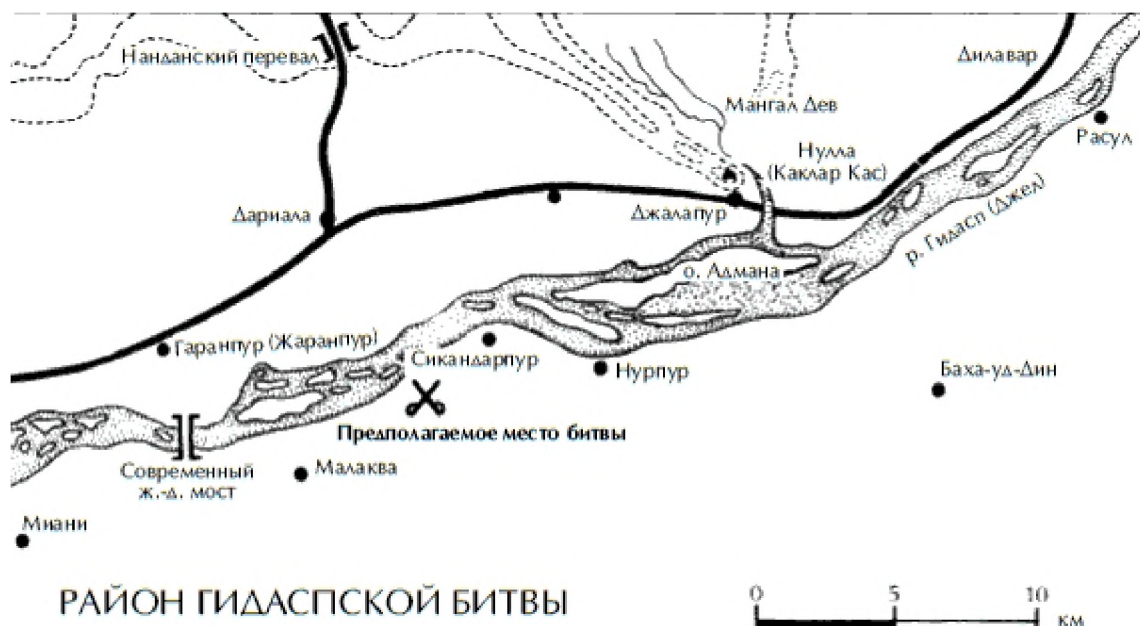 Нанданский перевал
Дилавар
Мангал Дев
Расул
Нулла
(Каклар Кас)
Дариала
Джалапур
р. Гидасп (Джел)
о. Адмана
Гаранпур (Жаранпур)
Сикандарпур
Нурпур
Баха-уд-Дин
Предполагаемое место битвы
Современный
ж.-д. мост
Малаква
Миани
РАЙОН ГИДАСПСКОЙ БИТВЫ
0 5 10
км